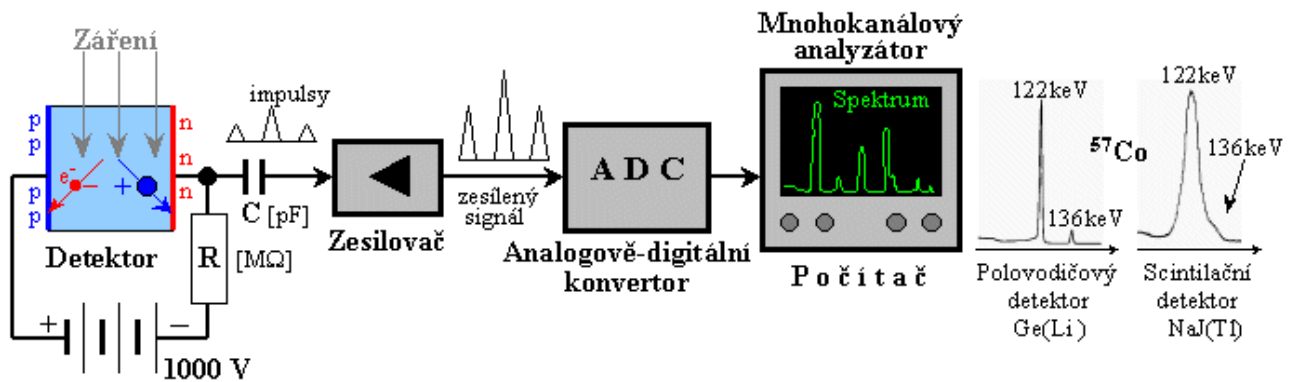 Záření
p
p
p
p
n
n
n
e-
−
+
Detektor
+
−
1000 V
R
[MΩ]
impulsy
C [pF]
Zesilovač
zesílený
signál
A D C
Analogově-digitální
konvertor
Mnohokanálový
analyzátor
Spektrum
Počítač
122keV
136keV
Polovodičový
detektor
Ge(Li)
57Co
122keV
136keV
Scintilační
detektor
NaJ(Tl)